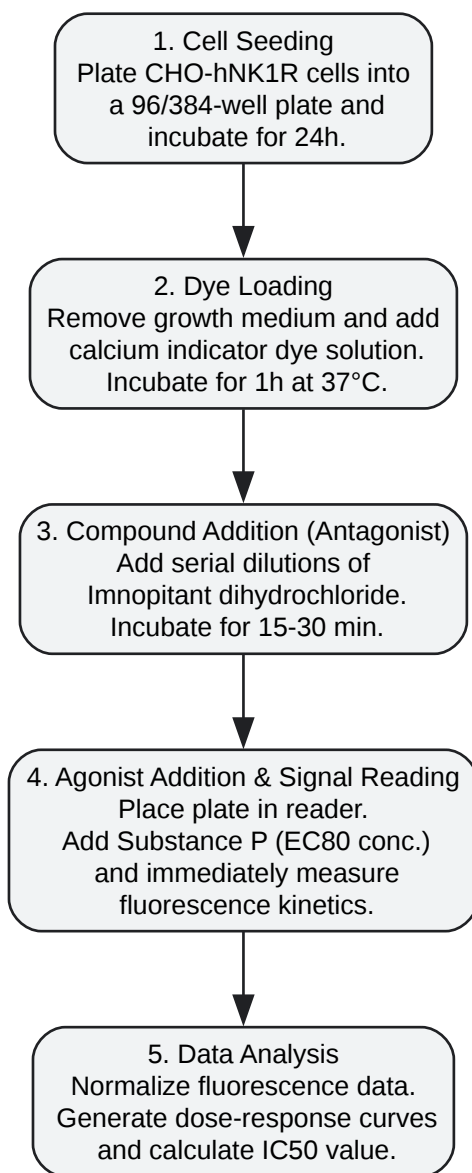 1. Cell Seeding
Plate CHO-hNK1R cells into
a 96/384-well plate and
incubate for 24h.
2. Dye Loading
Remove growth medium and add
calcium indicator dye solution.
Incubate for 1h at 37°C.
3. Compound Addition (Antagonist)
Add serial dilutions of
Imnopitant dihydrochloride.
Incubate for 15-30 min.
4. Agonist Addition & Signal Reading
Place plate in reader.
Add Substance P (EC80 conc.)
and immediately measure
fluorescence kinetics.
5. Data Analysis
Normalize fluorescence data.
Generate dose-response curves
and calculate IC50 value.